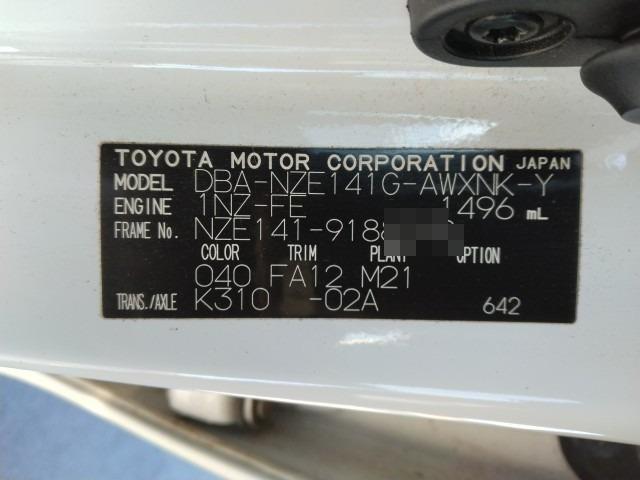 TOYOTA MOTOR CORPORATION JAPAN
MODEL DBA-NZE141G-AWXNK-Y
ENGINE 1NZ-FE 1496 mL
FRAME No. NZE141-918
COLOR TRIM PLANT OPTION
040 FA12 M21
TRANS./AXLE K310 -02A 642